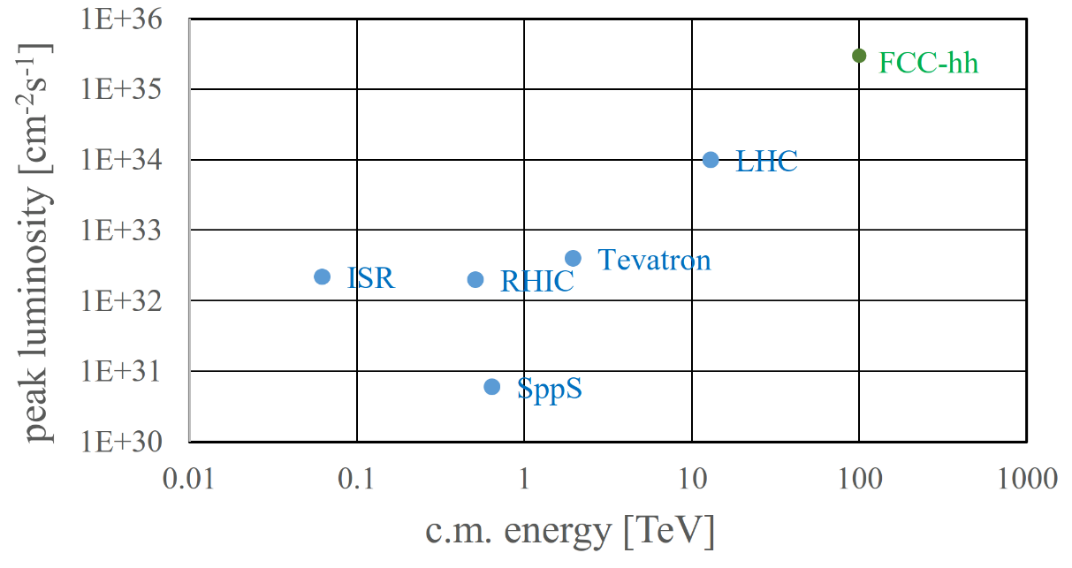 peak luminosity [cm-2s-1]
1E+36
1E+35
1E+34
1E+33
1E+32
1E+31
1E+30
FCC-hh
LHC
Tevatron
ISR
RHIC
SppS
0.01
0.1
1
10
100
1000
c.m. energy [TeV]